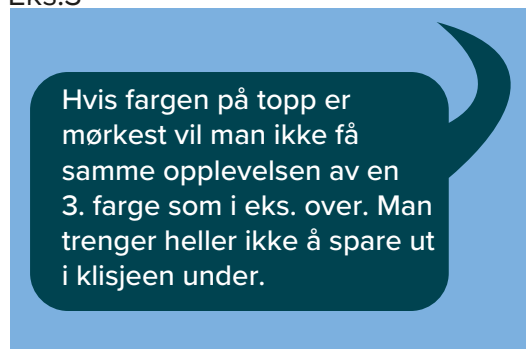 Eks.3
Hvis fargen på topp er
mørkest vil man ikke få
samme opplevelsen av en
3. farge som i eks. over. Man
trenger heller ikke å spare ut
i klisjeen under.